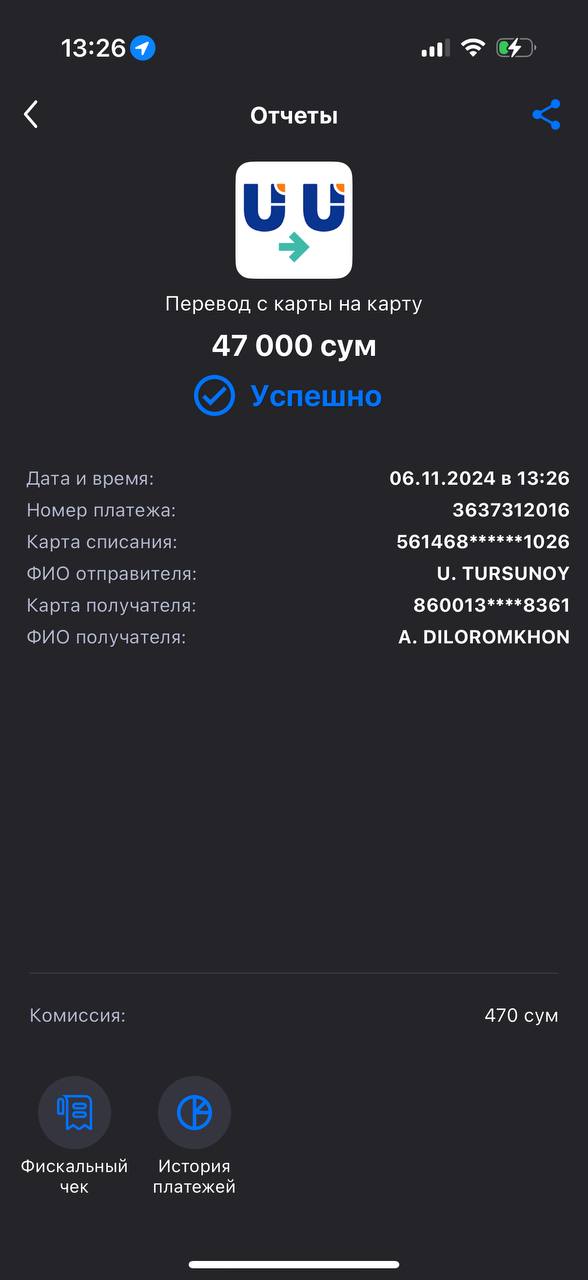 13:26
Отчеты
Перевод с карты на карту
47 000 сум
Успешно
Дата и время: 06.11.2024 в 13:26
Номер платежа: 3637312016
Карта списания: 561468******1026
ФИО отправителя: U. TURSUNOY
Карта получателя: 860013****8361
ФИО получателя: A. DILOROMKHON
Комиссия: 470 сум
Фискальный чек
История платежей